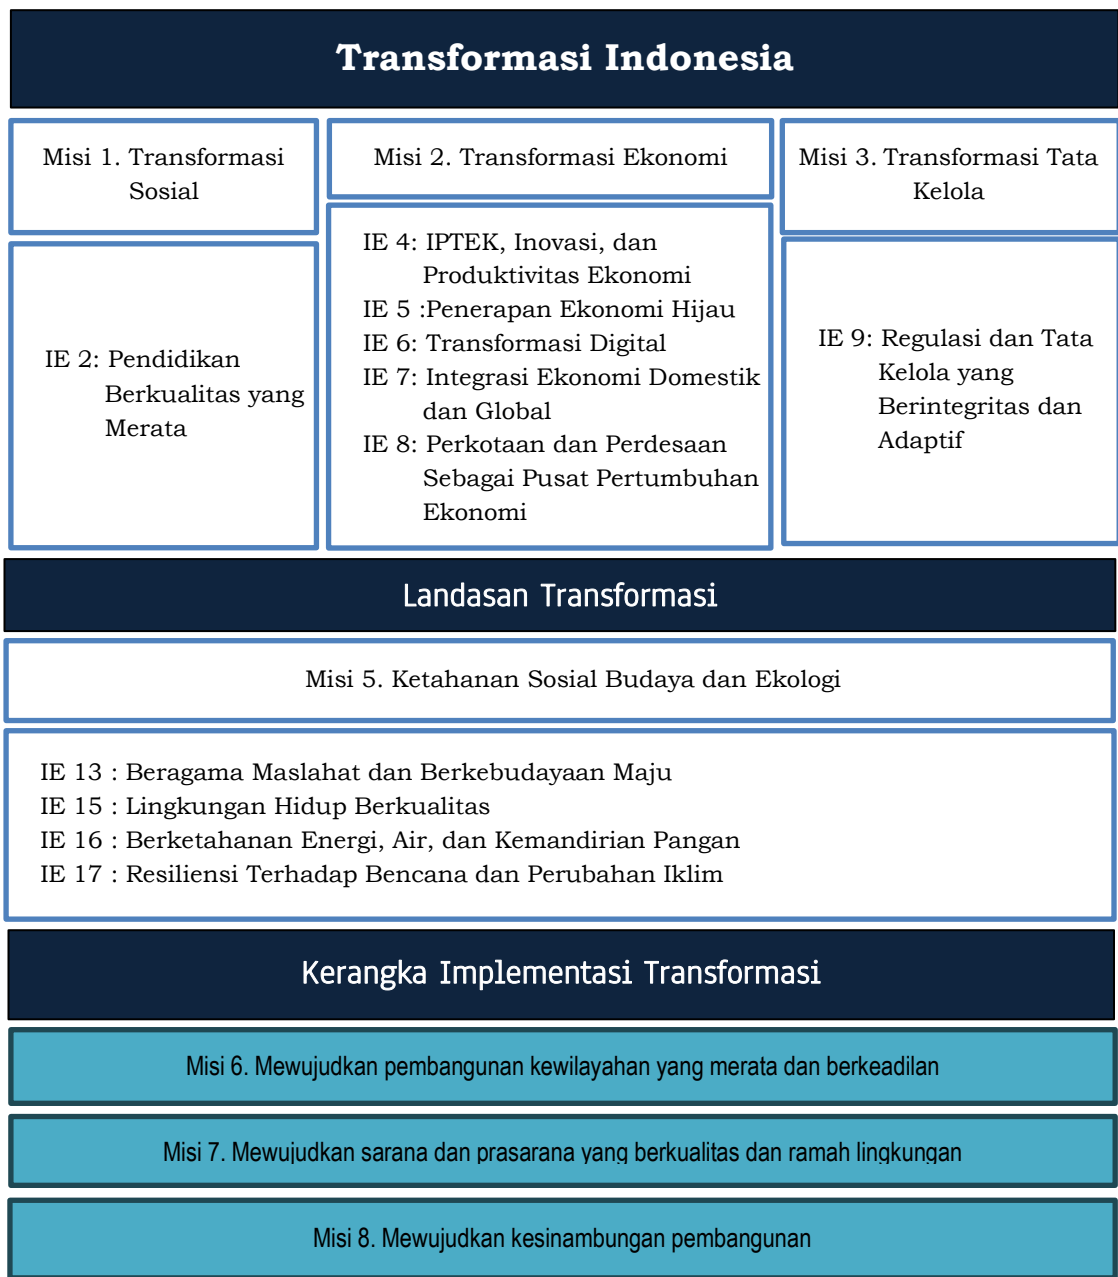 Transformasi Indonesia
Misi 1. Transformasi
Sosial
IE 2: Pendidikan
Berkualitas yang
Merata
Misi 2. Transformasi Ekonomi
IE 4: IPTEK, Inovasi, dan
Produktivitas Ekonomi
IE 5 :Penerapan Ekonomi Hijau
IE 6: Transformasi Digital
IE 7: Integrasi Ekonomi Domestik
dan Global
IE 8: Perkotaan dan Perdesaan
Sebagai Pusat Pertumbuhan
Ekonomi
Misi 3. Transformasi Tata
Kelola
IE 9: Regulasi dan Tata
Kelola yang
Berintegritas dan
Adaptif
Landasan Transformasi
Misi 5. Ketahanan Sosial Budaya dan Ekologi
IE 13 : Beragama Maslahat dan Berkebudayaan Maju
IE 15 : Lingkungan Hidup Berkualitas
IE 16 : Berketahanan Energi, Air, dan Kemandirian Pangan
IE 17 : Resiliensi Terhadap Bencana dan Perubahan Iklim
Kerangka Implementasi Transformasi
Misi 6. Mewujudkan pembangunan kewilayahan yang merata dan berkeadilan
Misi 7. Mewujudkan sarana dan prasarana yang berkualitas dan ramah lingkungan
Misi 8. Mewujudkan kesinambungan pembangunan